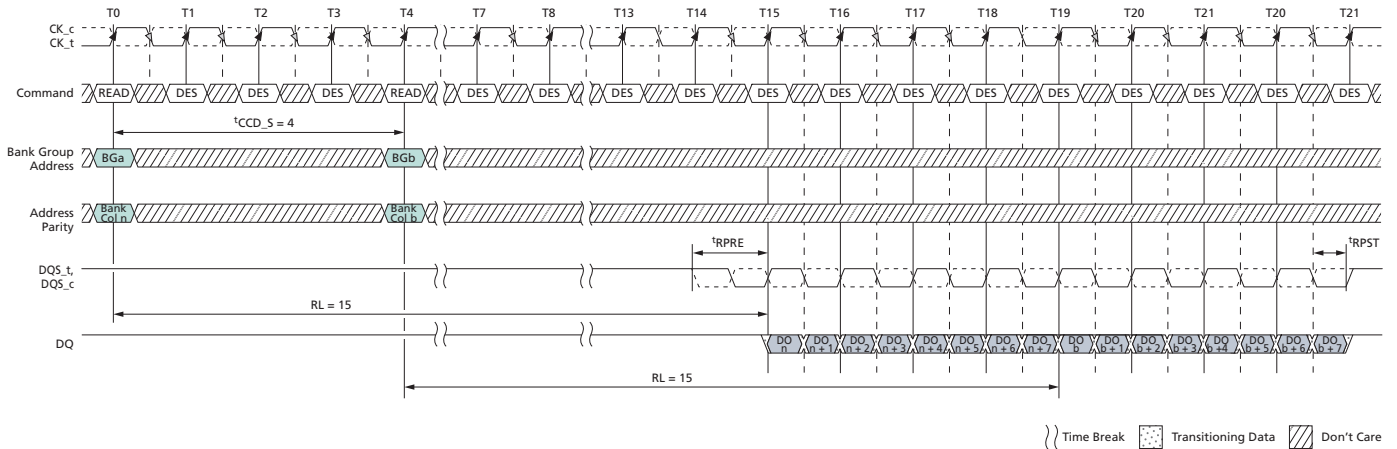 T0 T1 T2 T3 T4 T7 T8 T13 T14 T15 T16 T17 T18 T19 T20 T21 T20 T21
CK_c
CK_t
Command READ DES DES DES READ DES DES DES DES DES DES DES DES DES DES DES DES DES
tCCD_S = 4
Bank Group
Address
BGa BGb
Address
Parity
Bank
Col n
Bank
Col b
tRPRE tRPST
DQS_t,
DQS_c
RL = 15
DQ
DO
n
DO
n + 1
DO
n + 2
DO
n + 3
DO
n + 4
DO
n + 5
DO
n + 6
DO
n + 7
DO
b
DO
b + 1
DO
b + 2
DO
b + 3
DO
b +4
DO
b + 5
DO
b + 6
DO
b + 7
RL = 15
Time Break Transitioning Data Don't Care